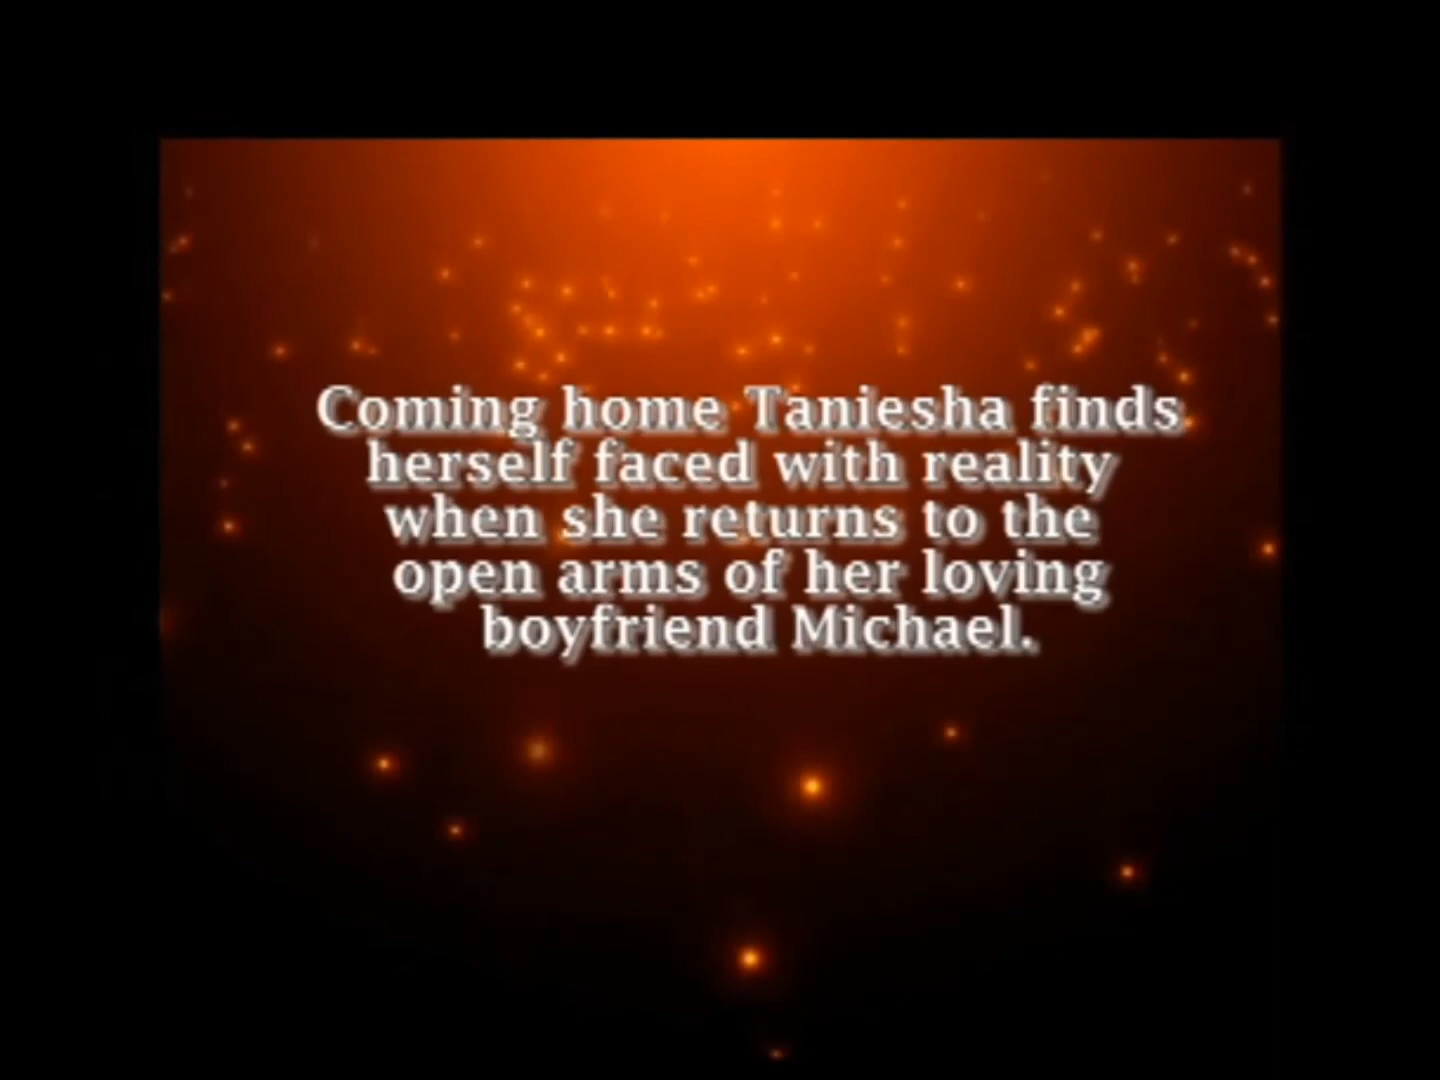 Coming home Taniesha finds
herself faced with reality
when she returns to the
open arms of her loving
boyfriend Michael.